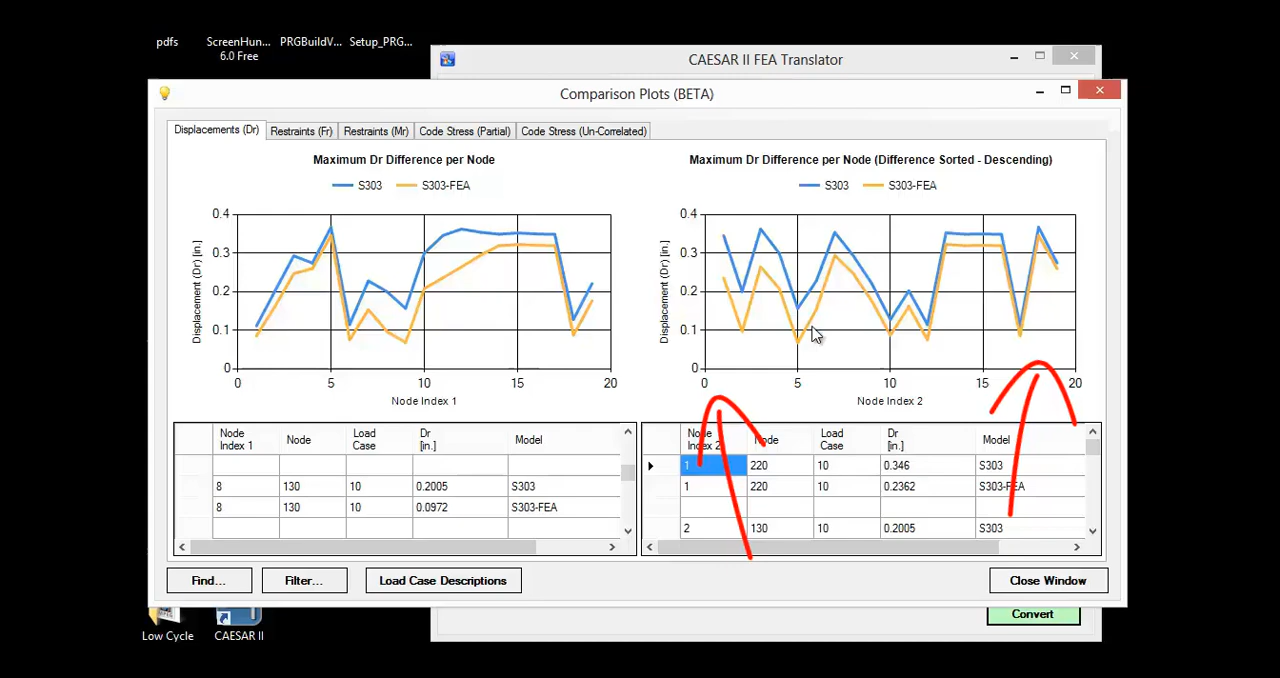 pdfs
ScreenHun...
6.0 Free
PRGBuildV...
Setup_PRG...
CAESAR II FEA Translator
Comparison Plots (BETA)
Displacements (Dr)
Restraints (Fr)
Restraints (Mr)
Code Stress (Partial)
Code Stress (Un-Correlated)
Maximum Dr Difference per Node
S303 S303-FEA
Displacement (Dr) [in.]
0.4
0.3
0.2
0.1
0
0 5 10 15 20
Node Index 1
Maximum Dr Difference per Node (Difference Sorted - Descending)
S303 S303-FEA
Displacement (Dr) [in.]
0.4
0.3
0.2
0.1
0
0 5 10 15 20
Node Index 2
Node Index 1 Node Load Case Dr [in.] Model
8 130 10 0.2005 S303
8 130 10 0.0972 S303-FEA
Node Index 2 Node Load Case Dr [in.] Model
1 220 10 0.346 S303
1 220 10 0.2362 S303-FEA
2 130 10 0.2005 S303
Find...
Filter...
Load Case Descriptions
Close Window
Convert
Low Cycle
CAESAR II